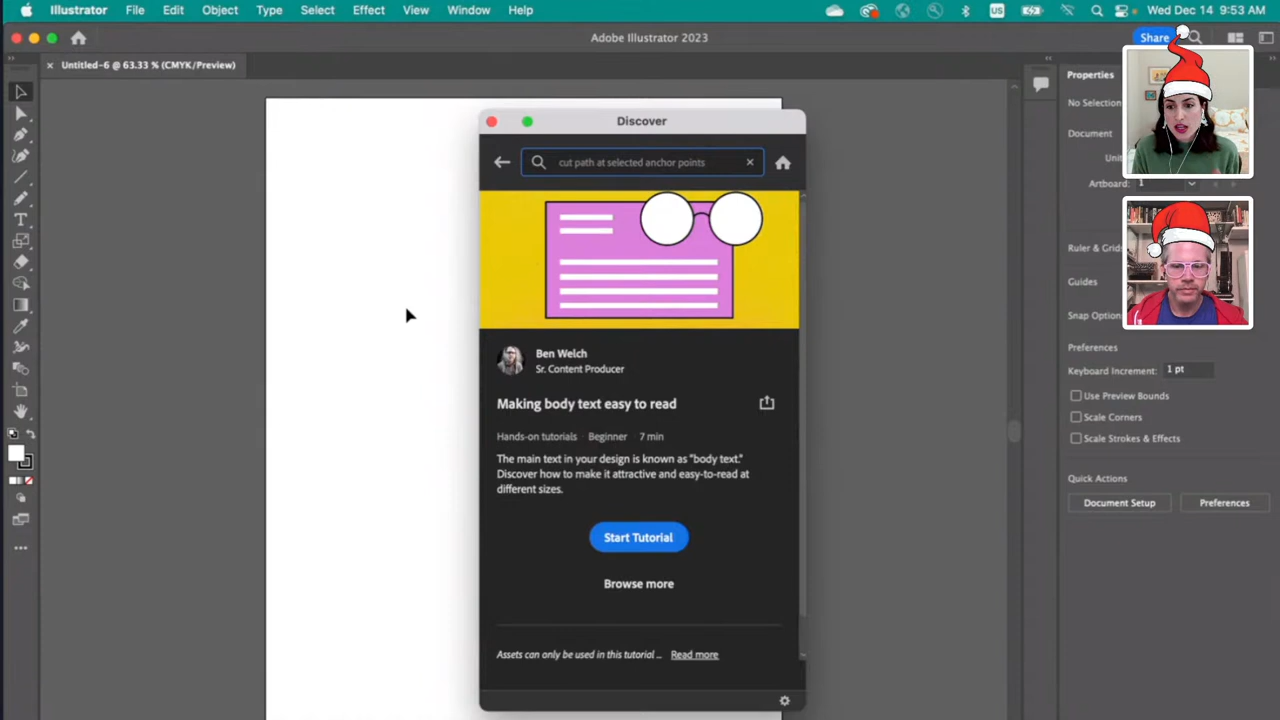 Illustrator File Edit Object Type Select Effect View Window Help US Wed Dec 14 9:53 AM
Adobe Illustrator 2023 Share
Untitled-6 @ 63.33 % (CMYK/Preview)
Discover
cut path at selected anchor points
Ben Welch
Sr. Content Producer
Making body text easy to read
Hands-on tutorials · Beginner · 7 min
The main text in your design is known as "body text."
Discover how to make it attractive and easy-to-read at
different sizes.
Start Tutorial
Browse more
Assets can only be used in this tutorial ... Read more
Properties
No Selection
Document
Artboard: 1
Guides
Preferences
Keyboard Increment: 1 pt
Use Preview Bounds
Scale Corners
Scale Strokes & Effects
Quick Actions
Document Setup Preferences